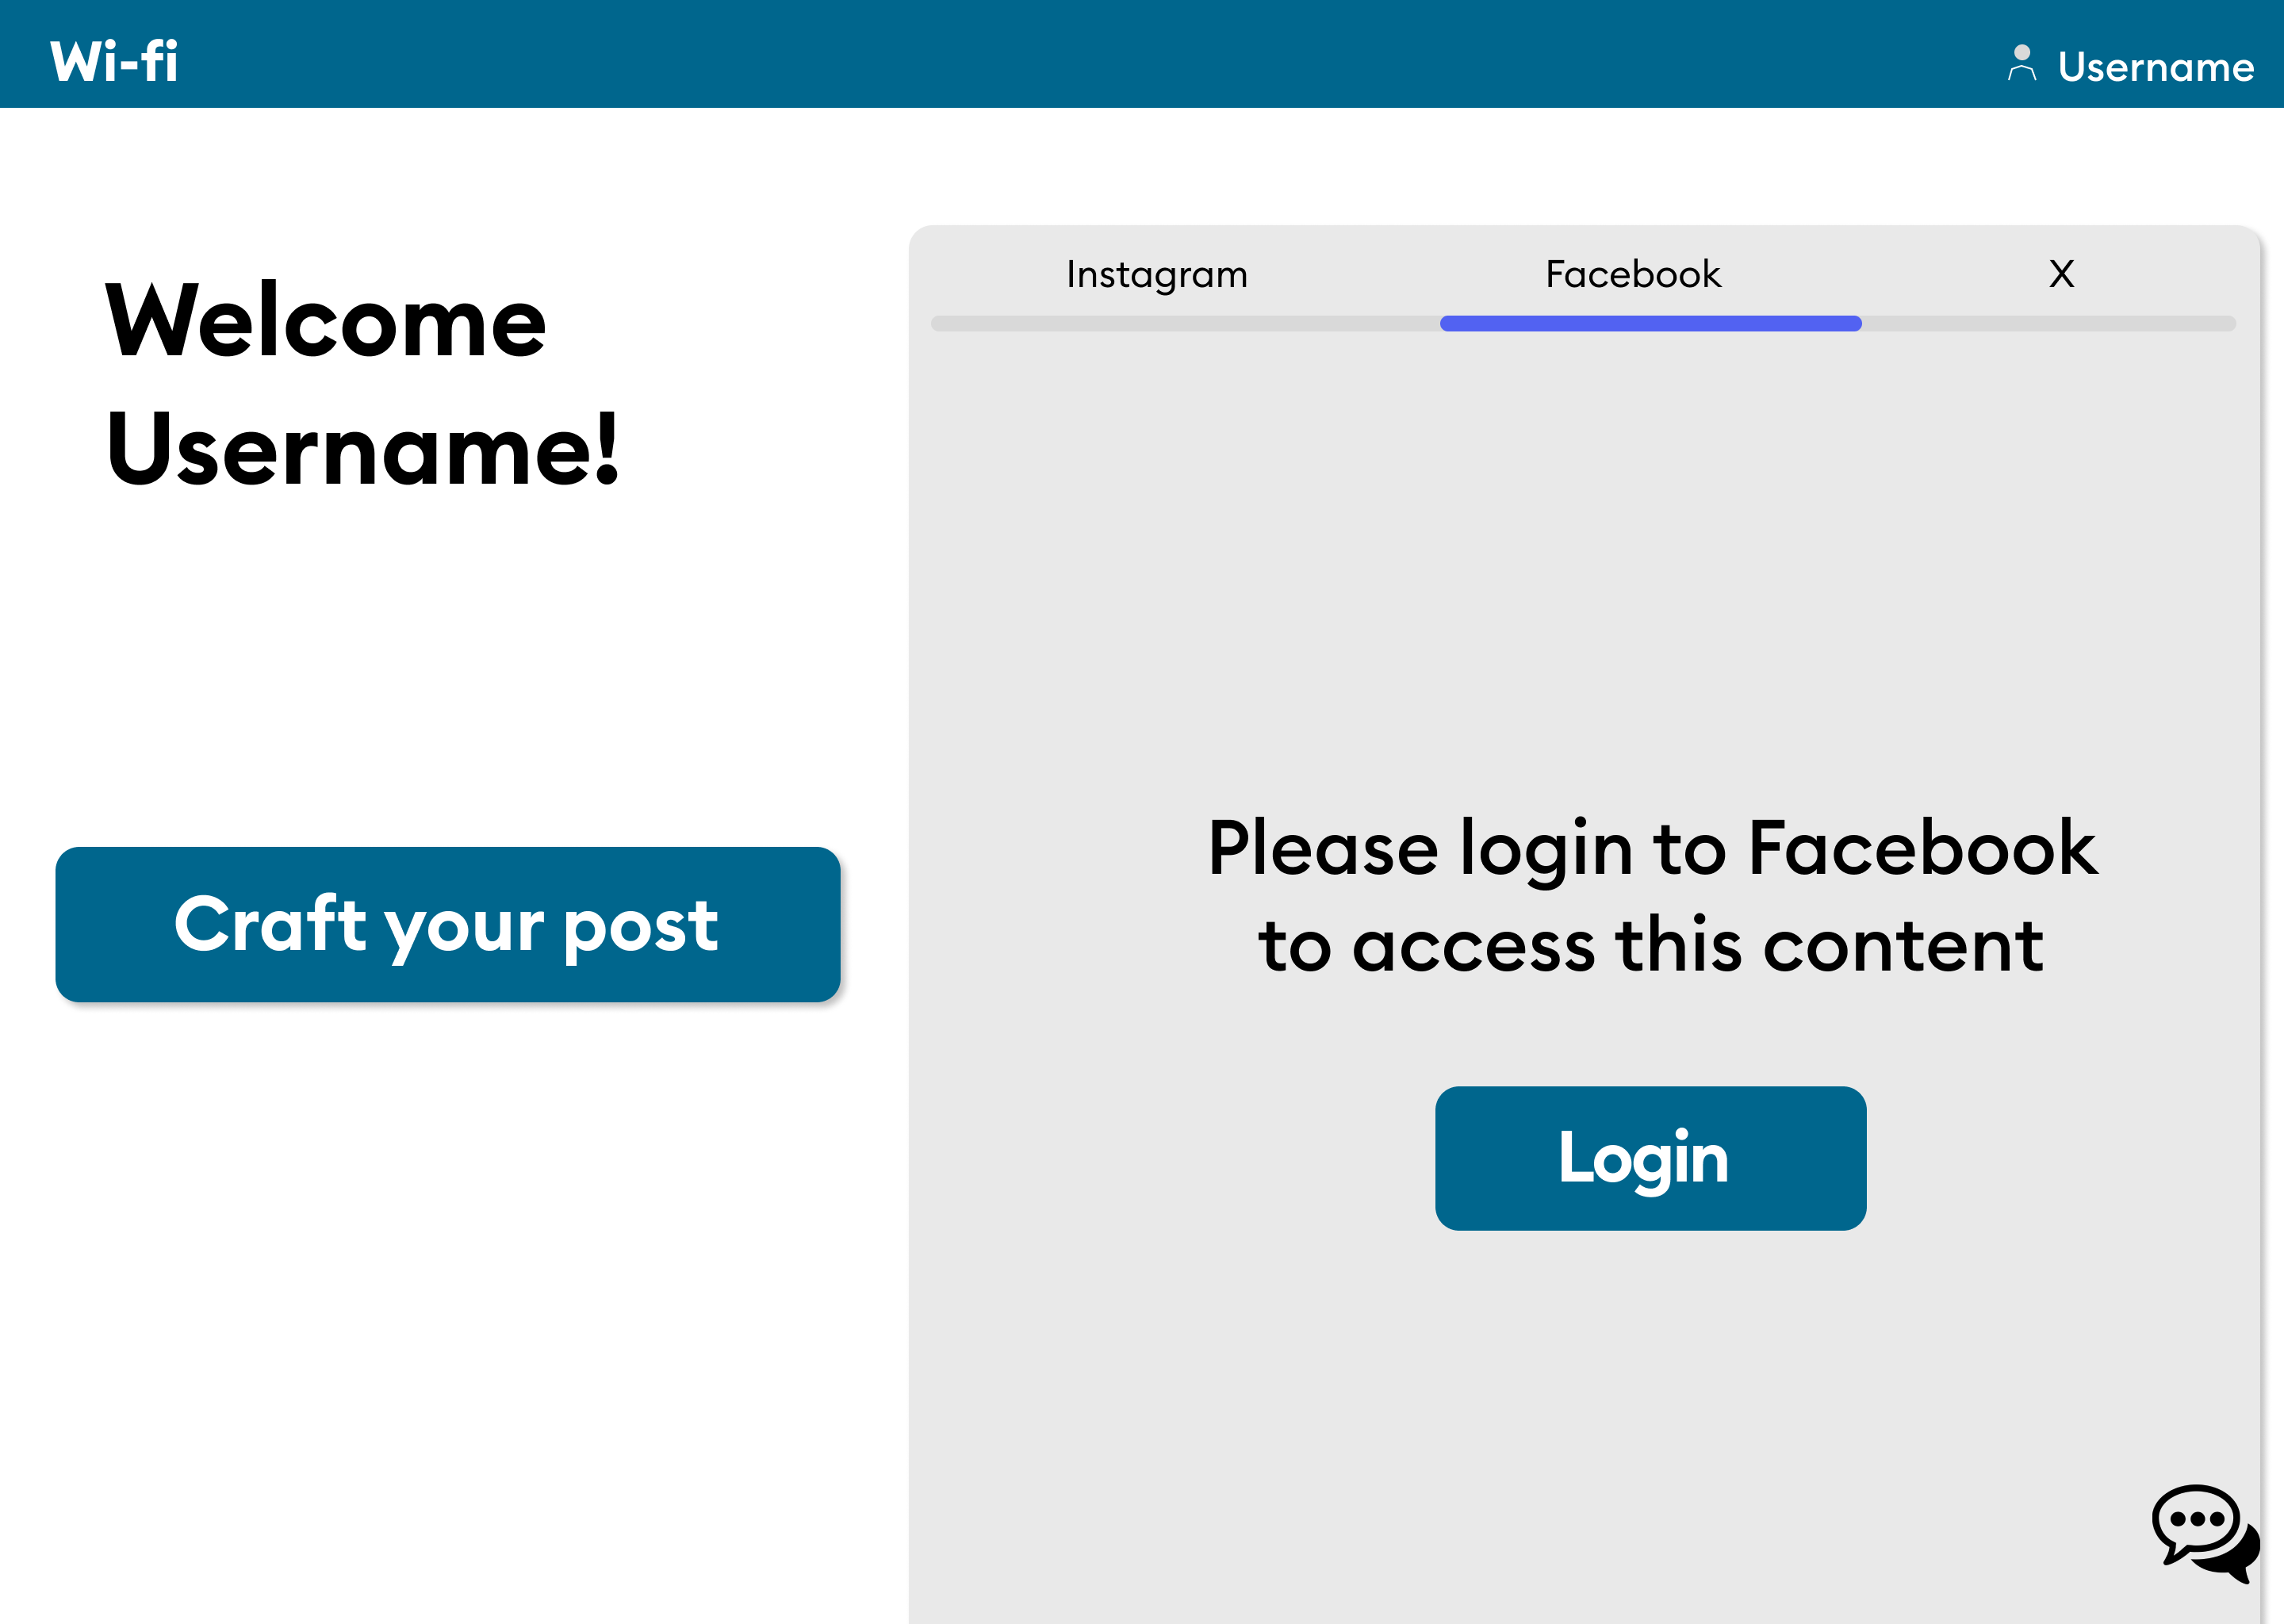 Wi-fi
Username
Welcome
Username!
Craft your post
Instagram
Facebook
X
Please login to Facebook
to access this content
Login